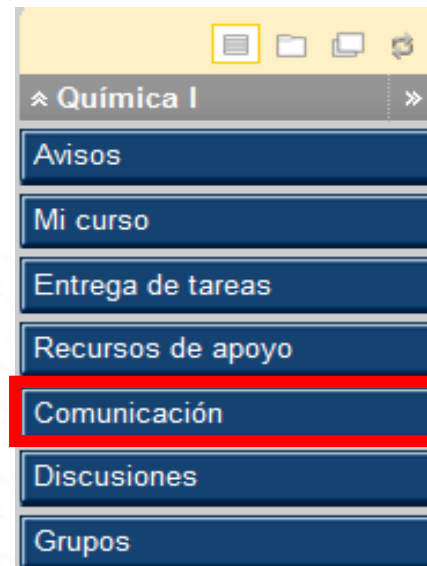 Química I
Avisos
Mi curso
Entrega de tareas
Recursos de apoyo
Comunicación
Discusiones
Grupos